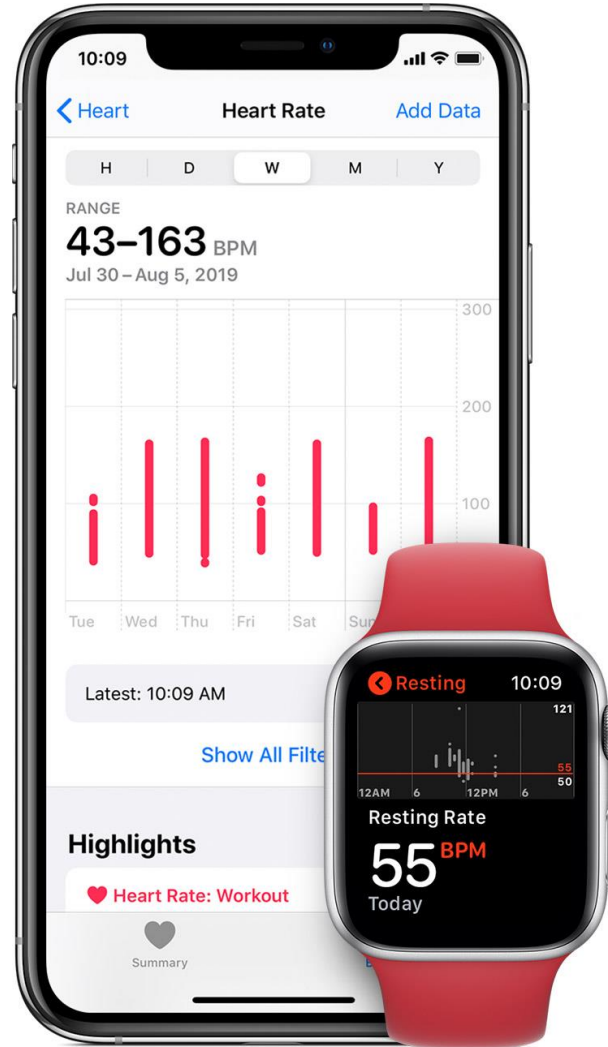 10:09
Heart
Heart Rate
Add Data
H D W M Y
RANGE
43–163 BPM
Jul 30 – Aug 5, 2019
300
200
100
Tue Wed Thu Fri Sat Sun
Latest: 10:09 AM
Show All
Highlights
Heart Rate: Workout
Summary
Resting 10:09
121
55
50
12AM 6 12PM 6
Resting Rate
55 BPM
Today